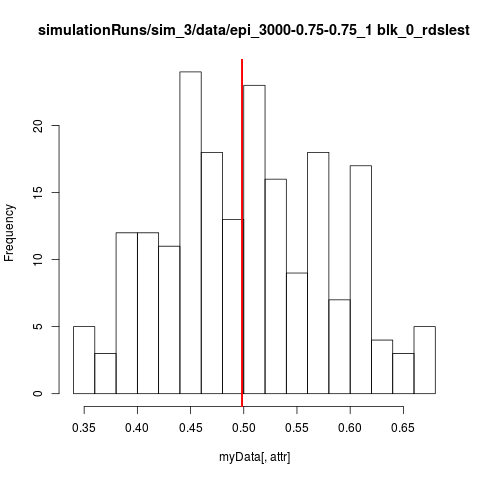 simulationRuns/sim_3/data/epi_3000-0.75-0.75_1 blk_0_rdslest
Frequency
20
15
10
5
0
0.35 0.40 0.45 0.50 0.55 0.60 0.65
myData[, attr]